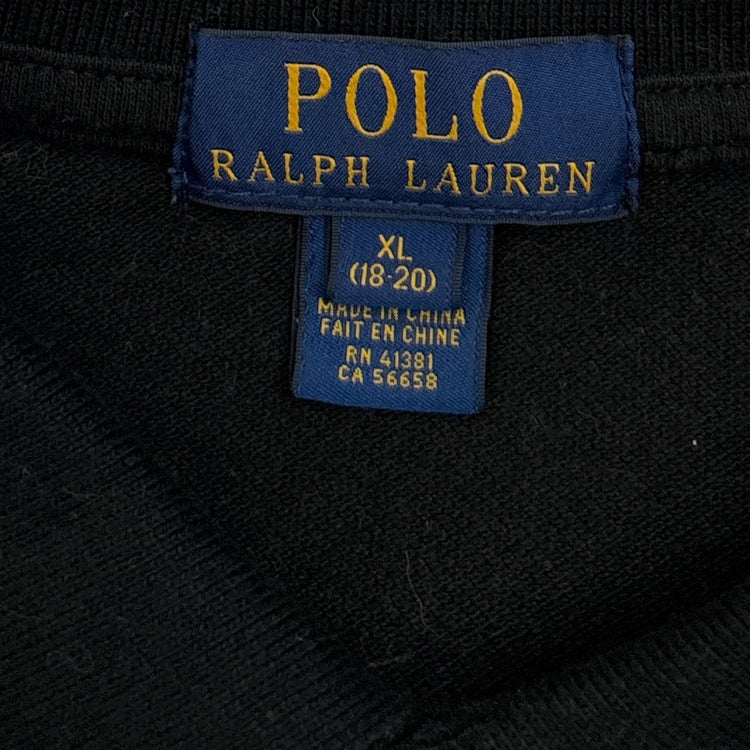 POLO
RALPH LAUREN
XL
(18-20)
MADE IN CHINA
FAIT EN CHINE
RN 41381
CA 56658